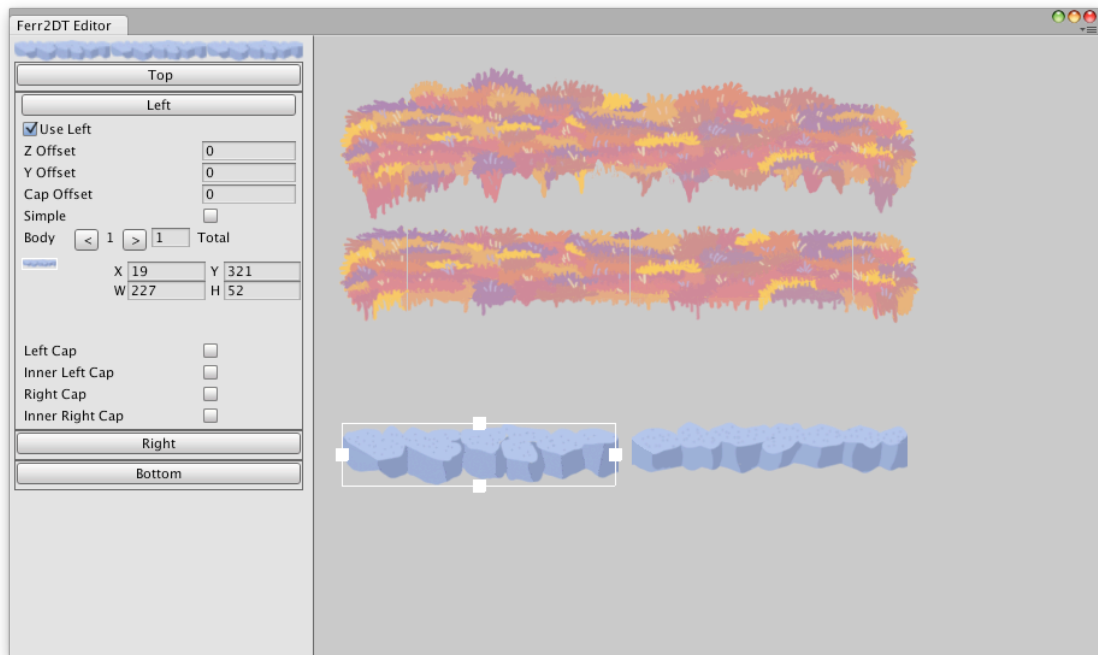 Ferr2DT Editor
Top
Left
Use Left
Z Offset 0
Y Offset 0
Cap Offset 0
Simple
Body < 1 > 1 Total
X 19 Y 321
W 227 H 52
Left Cap
Inner Left Cap
Right Cap
Inner Right Cap
Right
Bottom